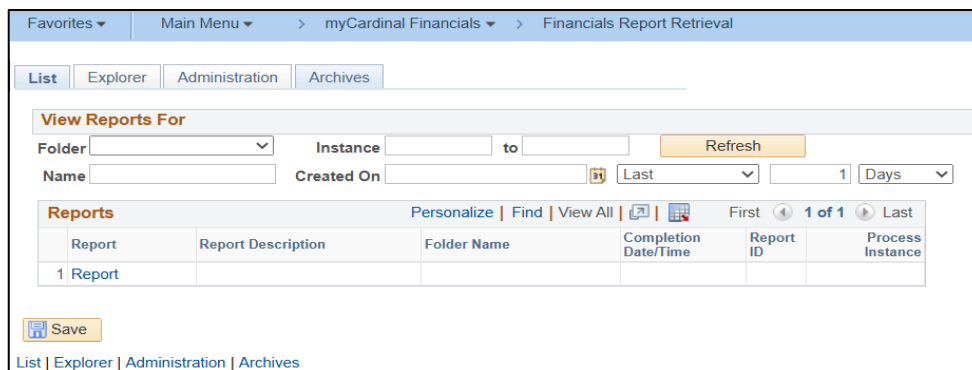 Favorites Main Menu > myCardinal Financials > Financials Report Retrieval
List Explorer Administration Archives
View Reports For
Folder Instance to Refresh
Name Created On 31 Last 1 Days
Reports Personalize | Find | View All | | First 1 of 1 Last
Report Report Description Folder Name Completion Date/Time Report ID Process Instance
1 Report
Save
List | Explorer | Administration | Archives